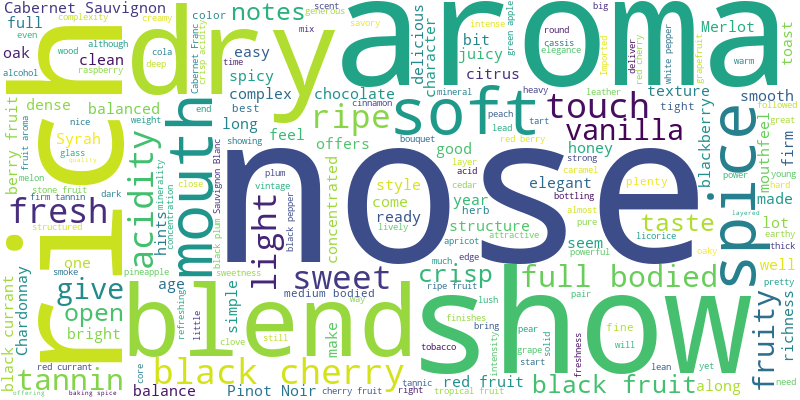 Cabernet Sauvignon
complexity
creamy
scent
savory
intense
green apple
big
full
even
although
color
notes
Cabernet Franc
crisp acidity
generous
mix
aroma
delicious
character
bit
juicy
round
cassis
elegance
Imported
deliver
red cherry
Merlot
white pepper
grapefruit
toast
warm
oak
wood
cola
clean
deep
raspberry
dry
time
easy
spicy
complex
chocolate
citrus
mineral
heavy
leather
texture
tight
smooth
followed
great
alcohol
dense
balanced
berry fruit
nice
fruit aroma
Syrah
weight
glass
quality
rich
end
mouth
best
long
showing
cinnamon
ripe
feel
offers
soft
bouquet
good
peach
lead
tart
layer
acid
red berry
touch
vanilla
honey
strong
caramel
blackberry
power
spice
mouthfeel
firm
young
hard
melon
stone fruit
firm tannin
dark
minerality
concentration
acidity
hints
Sauvignon Blanc
black plum
close
plum
vintage
light
black pepper
concentrated
nose
style
come
ready
year
herb
cedar
elegant
bottling
almost
pure
plenty
taste
made
lot
earthy
thick
layered
fresh
structured
one
smoke
pineapple
sweetness
lively
structure
apricot
attractive
seem
powerful
licorice
oaky
well
pretty
black currant
Chardonnay
give
open
bright
age
refreshing
little
simple
sweet
medium bodied
much
edge
crisp
ripe fruit
lush
full bodied
pair
fruity
richness
way
blend
clove
still
make
tobacco
finishes
bring
show
intensity
pear
grape
start
solid
freshness
fine
will
lean
yet
along
need
tannin
red currant
core
offering
baking spice
balance
black cherry
Pinot Noir
cherry fruit
right
tannic
red fruit
tropical fruit
black fruit